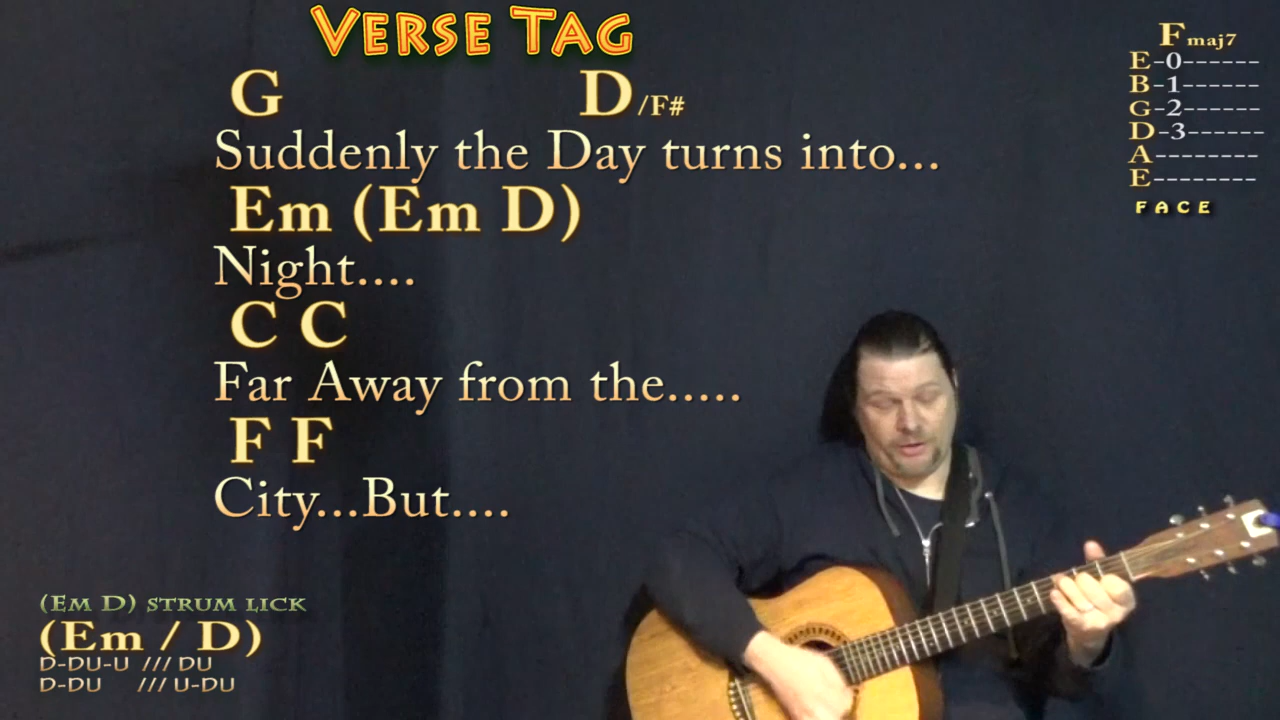 VERSE TAG
G D/F#
Suddenly the Day turns into...
Em (Em D)
Night....
C C
Far Away from the.....
F F
City...But....
Fmaj7
E-0------
B-1------
G-2------
D-3------
A--------
E--------
F A C E
(EM D) STRUM LICK
(Em / D)
D-DU-U /// DU
D-DU /// U-DU